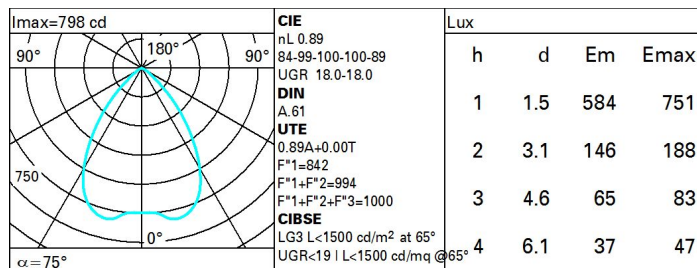 Imax=798 cd
180°
90°
90°
750
0°
α=75°
CIE
nL 0.89
84-99-100-100-89
UGR 18.0-18.0
DIN
A.61
UTE
0.89A+0.00T
F"1=842
F"1+F"2=994
F"1+F"2+F"3=1000
CIBSE
LG3 L<1500 cd/m² at 65°
UGR<19 | L<1500 cd/mq @65°
Lux
h d Em Emax
1 1.5 584 751
2 3.1 146 188
3 4.6 65 83
4 6.1 37 47